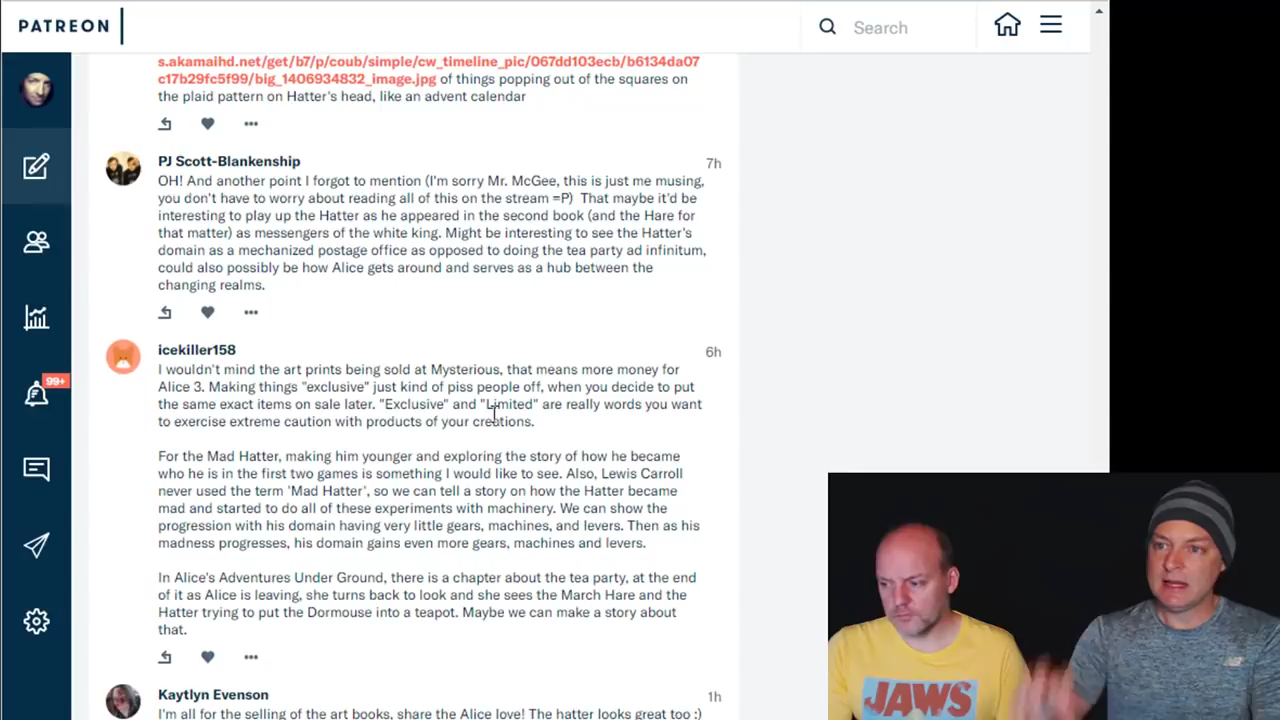 PATREON
Search
s.akamaihd.net/get/b7/p/coub/simple/cw_timeline_pic/067dd103ecb/b6134da07
c17b29fc5f99/big_1406934832_image.jpg of things popping out of the squares on
the plaid pattern on Hatter's head, like an advent calendar
PJ Scott-Blankenship
7h
OH! And another point I forgot to mention (I'm sorry Mr. McGee, this is just me musing,
you don't have to worry about reading all of this on the stream =P)  That maybe it'd be
interesting to play up the Hatter as he appeared in the second book (and the Hare for
that matter) as messengers of the white king. Might be interesting to see the Hatter's
domain as a mechanized postage office as opposed to doing the tea party ad infinitum,
could also possibly be how Alice gets around and serves as a hub between the
changing realms.
99+
icekiller158
6h
I wouldn't mind the art prints being sold at Mysterious, that means more money for
Alice 3. Making things "exclusive" just kind of piss people off, when you decide to put
the same exact items on sale later. "Exclusive" and "Limited" are really words you want
to exercise extreme caution with products of your creations.
For the Mad Hatter, making him younger and exploring the story of how he became
who he is in the first two games is something I would like to see. Also, Lewis Carroll
never used the term 'Mad Hatter', so we can tell a story on how the Hatter became
mad and started to do all of these experiments with machinery. We can show the
progression with his domain having very little gears, machines, and levers. Then as his
madness progresses, his domain gains even more gears, machines and levers.
In Alice's Adventures Under Ground, there is a chapter about the tea party, at the end
of it as Alice is leaving, she turns back to look and she sees the March Hare and the
Hatter trying to put the Dormouse into a teapot. Maybe we can make a story about
that.
Kaytlyn Evenson
1h
I'm all for the selling of the art books, share the Alice love! The hatter looks great too :)
JAWS